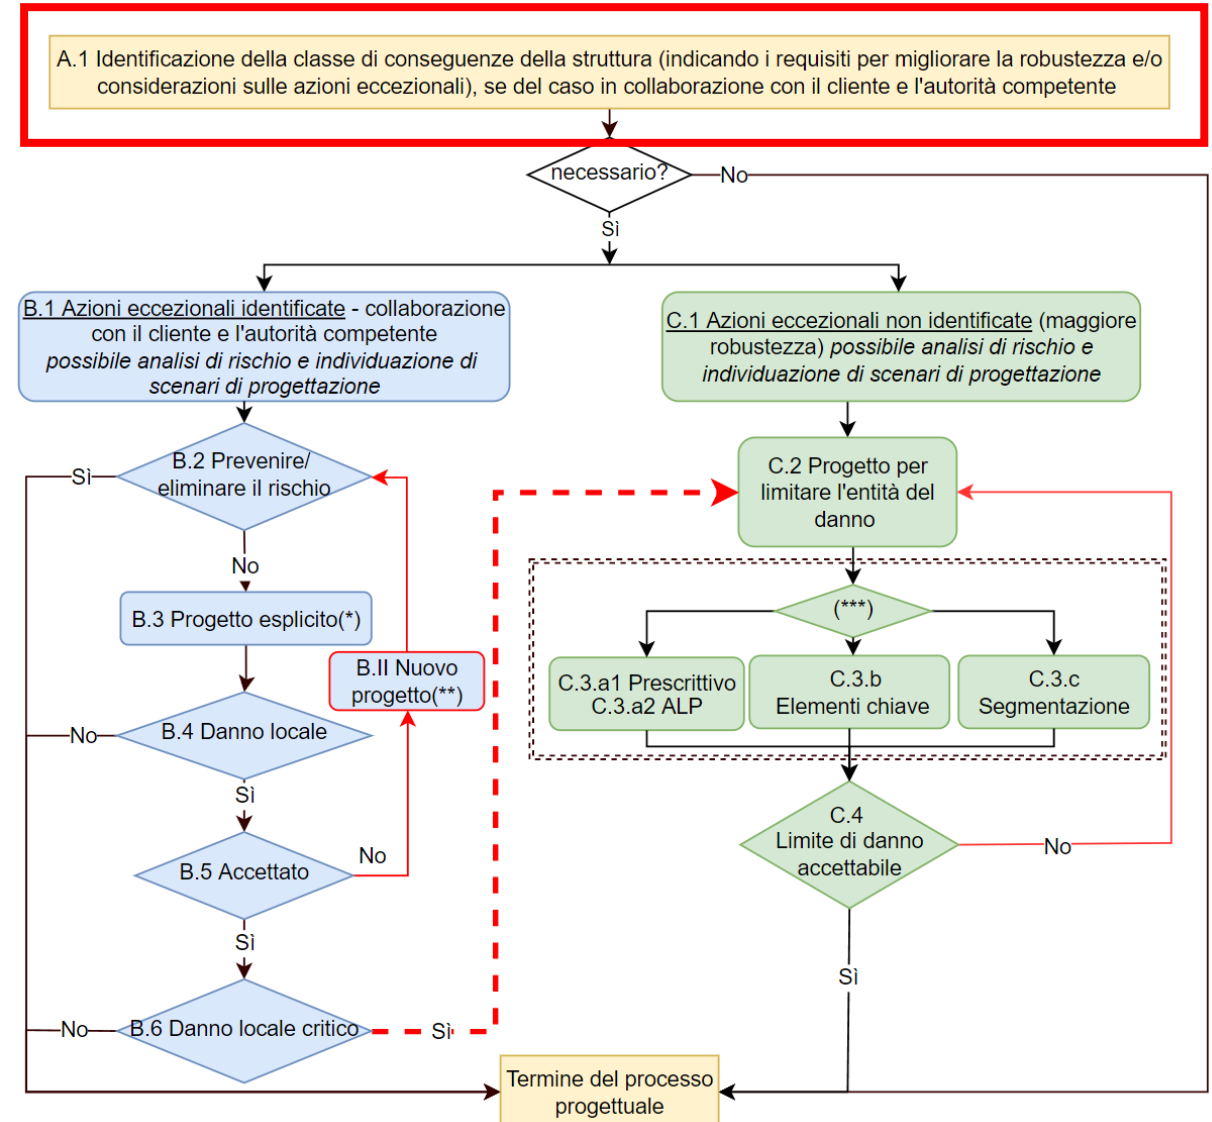 A.1 Identificazione della classe di conseguenze della struttura (indicando i requisiti per migliorare la robustezza e/o
considerazioni sulle azioni eccezionali), se del caso in collaborazione con il cliente e l'autorità competente
necessario?
No
Sì
B.1 Azioni eccezionali identificate - collaborazione
con il cliente e l'autorità competente
possibile analisi di rischio e individuazione di
scenari di progettazione
C.1 Azioni eccezionali non identificate (maggiore
robustezza) possibile analisi di rischio e
individuazione di scenari di progettazione
B.2 Prevenire/
eliminare il rischio
Sì
No
B.3 Progetto esplicito(*)
B.II Nuovo
progetto(**)
B.4 Danno locale
No
Sì
B.5 Accettato
No
Sì
B.6 Danno locale critico
No
Sì
C.2 Progetto per
limitare l'entità del
danno
(***)
C.3.a1 Prescrittivo
C.3.a2 ALP
C.3.b
Elementi chiave
C.3.c
Segmentazione
C.4
Limite di danno
accettabile
No
Sì
Termine del processo
progettuale